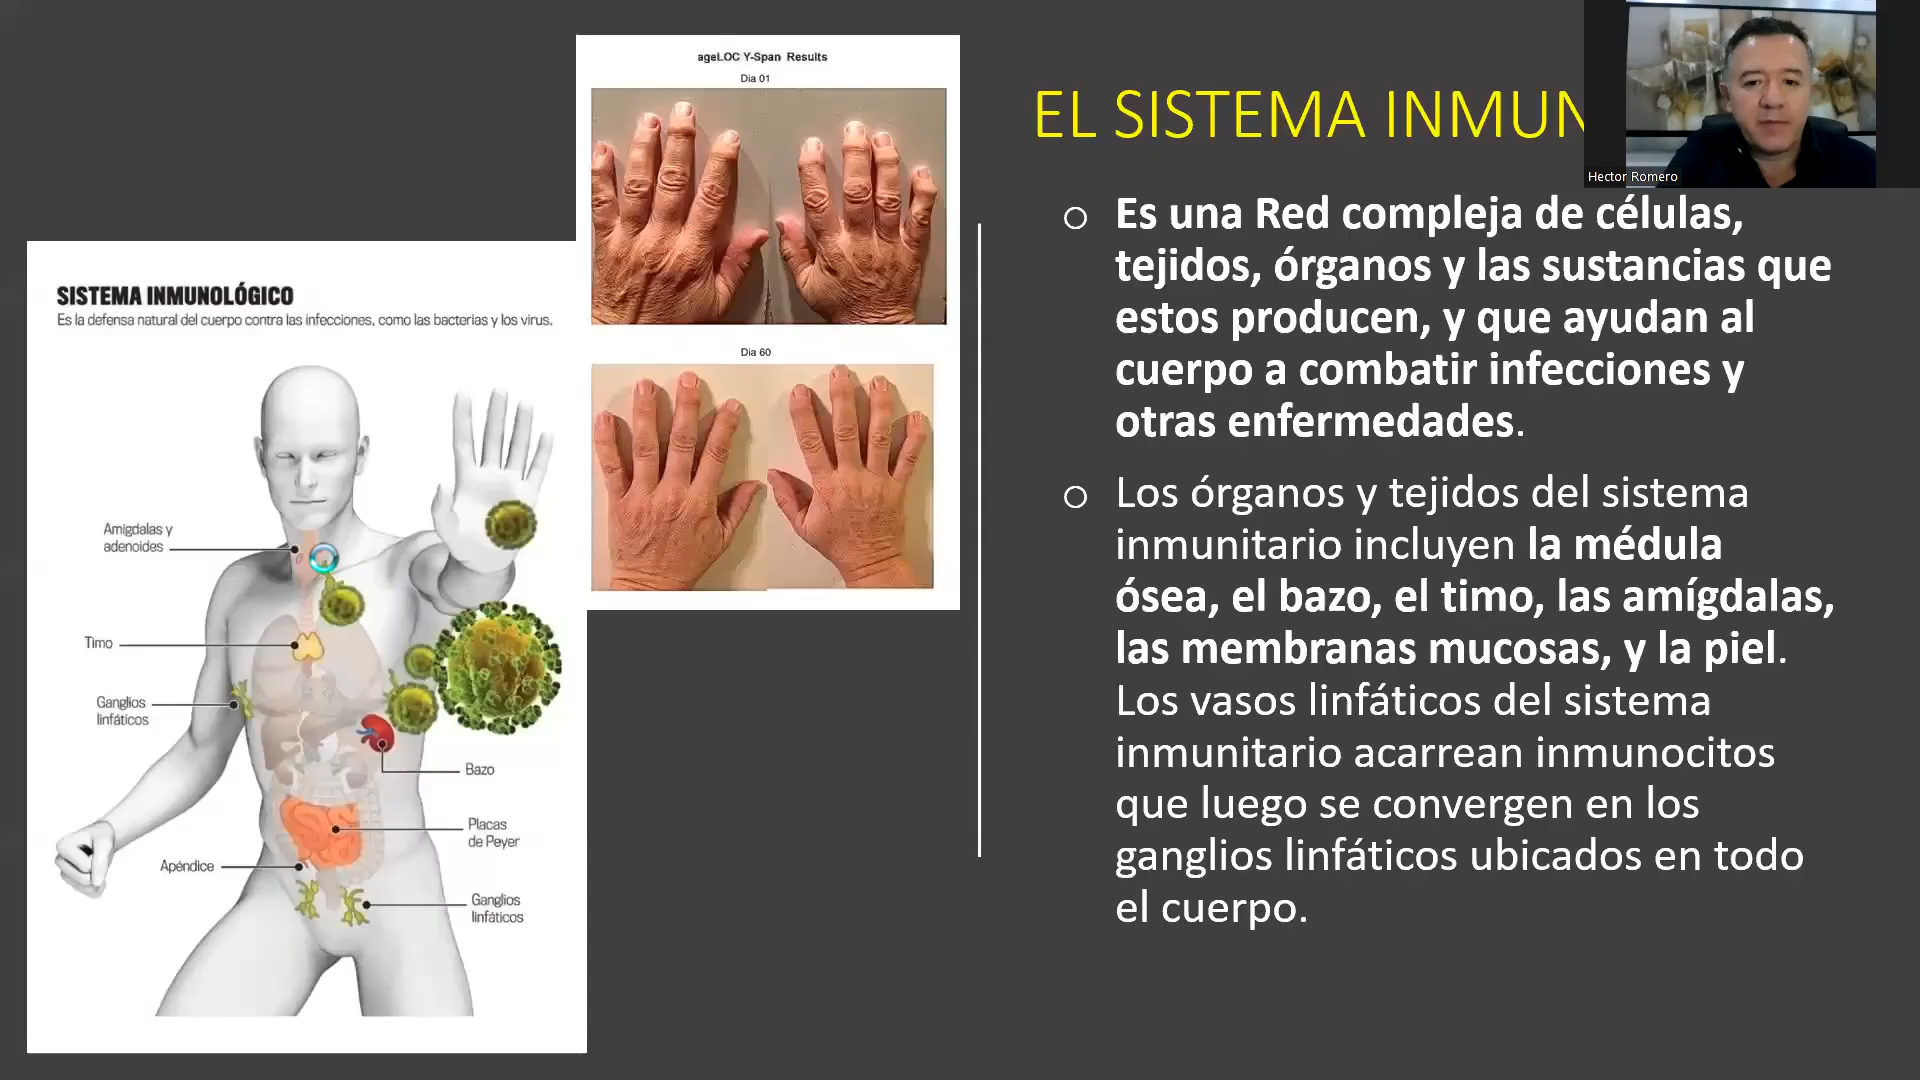 ageLOC Y-Span Results
Dia 01
Dia 60
SISTEMA INMUNOLÓGICO
Es la defensa natural del cuerpo contra las infecciones, como las bacterias y los virus.
Amígdalas y
adenoides
Timo
Ganglios
linfáticos
Bazo
Placas
de Peyer
Apéndice
Ganglios
linfáticos
EL SISTEMA INMUN
Hector Romero
Es una Red compleja de células,
tejidos, órganos y las sustancias que
estos producen, y que ayudan al
cuerpo a combatir infecciones y
otras enfermedades.
Los órganos y tejidos del sistema
inmunitario incluyen la médula
ósea, el bazo, el timo, las amígdalas,
las membranas mucosas, y la piel.
Los vasos linfáticos del sistema
inmunitario acarrean inmunocitos
que luego se convergen en los
ganglios linfáticos ubicados en todo
el cuerpo.